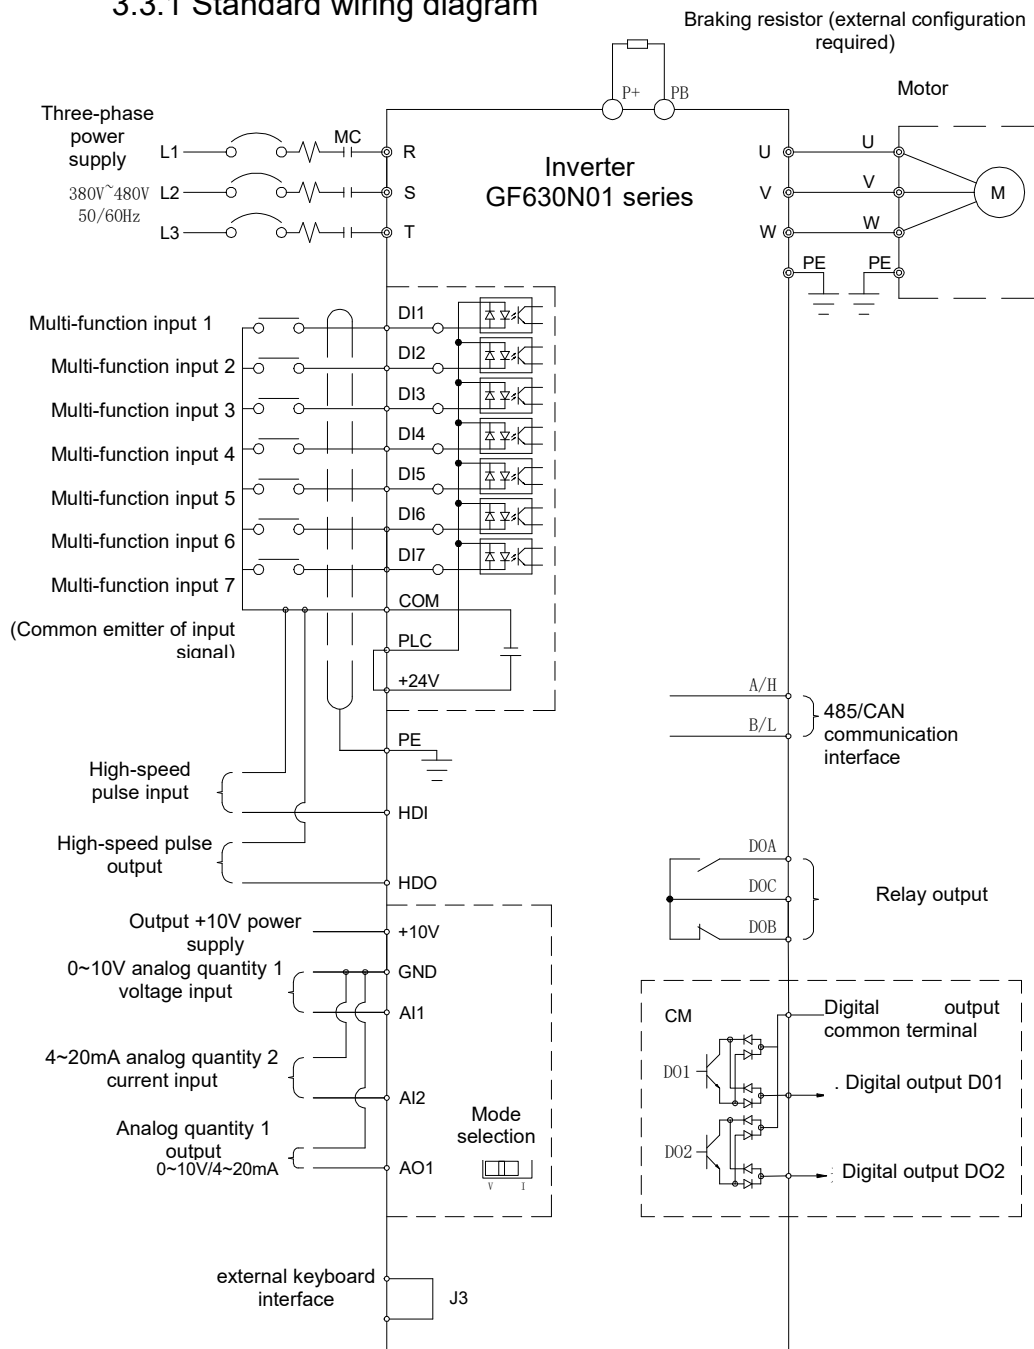 3.3.1 Standard wiring diagram
Braking resistor (external configuration
required)
P+
PB
Motor
Three-phase
power
supply
380V~480V
50/60Hz
L1
L2
L3
MC
R
S
T
Inverter
GF630N01 series
U
V
W
PE
U
V
W
PE
M
Multi-function input 1
Multi-function input 2
Multi-function input 3
Multi-function input 4
Multi-function input 5
Multi-function input 6
Multi-function input 7
(Common emitter of input
signal)
DI1
DI2
DI3
DI4
DI5
DI6
DI7
COM
PLC
+24V
PE
High-speed
pulse input
HDI
High-speed pulse
output
HDO
Output +10V power
supply
+10V
0~10V analog quantity 1
voltage input
GND
AI1
4~20mA analog quantity 2
current input
AI2
Analog quantity 1
output
0~10V/4~20mA
AO1
Mode
selection
V I
external keyboard
interface
J3
A/H
B/L
485/CAN
communication
interface
DOA
DOC
DOB
Relay output
CM
Digital output
common terminal
DO1
. Digital output D01
DO2
Digital output DO2